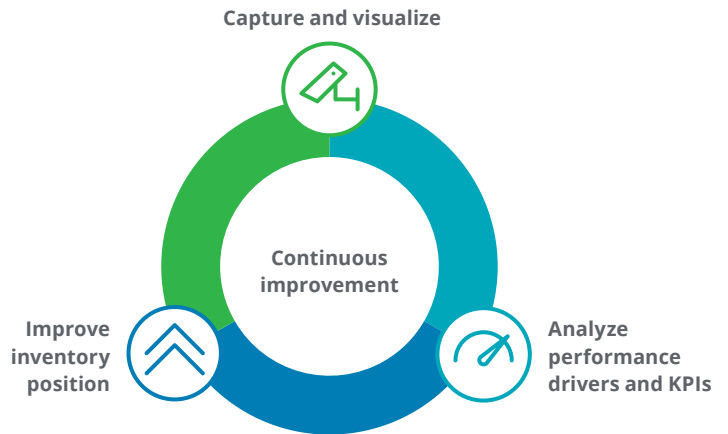 Capture and visualize
Continuous
improvement
Improve
inventory
position
Analyze
performance
drivers and KPIs